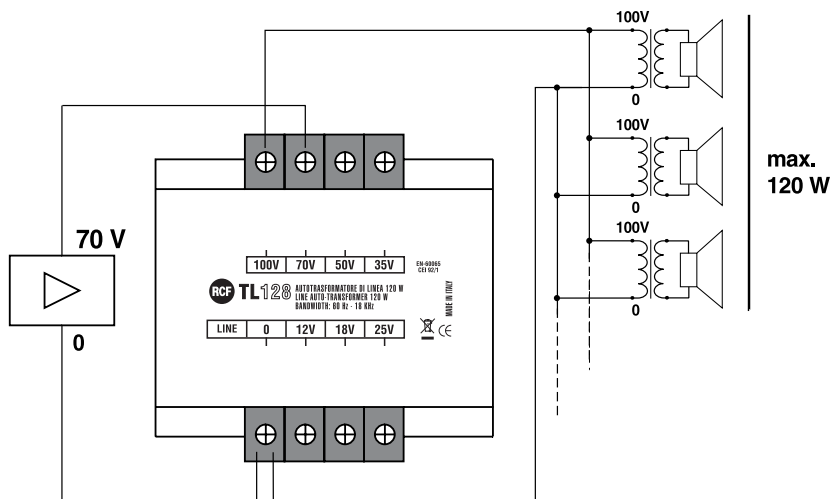 100V
0
100V
0
100V
0
max.
120 W
70 V
0
100V 70V 50V 35V
EN-60065
CEI 92/1
RCF TL128 AUTOTRASFORMATORE DI LINEA 120 W
LINE AUTO-TRANSFORMER 120 W
BANDWIDTH: 60 Hz - 18 KHz
MADE IN ITALY
LINE 0 12V 18V 25V
CE